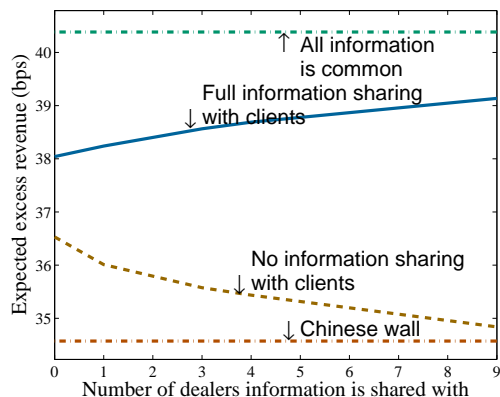 Expected excess revenue (bps)
40
39
38
37
36
35
↑ All information
is common
Full information sharing
↓ with clients
No information sharing
↓ with clients
↓ Chinese wall
0 1 2 3 4 5 6 7 8 9
Number of dealers information is shared with